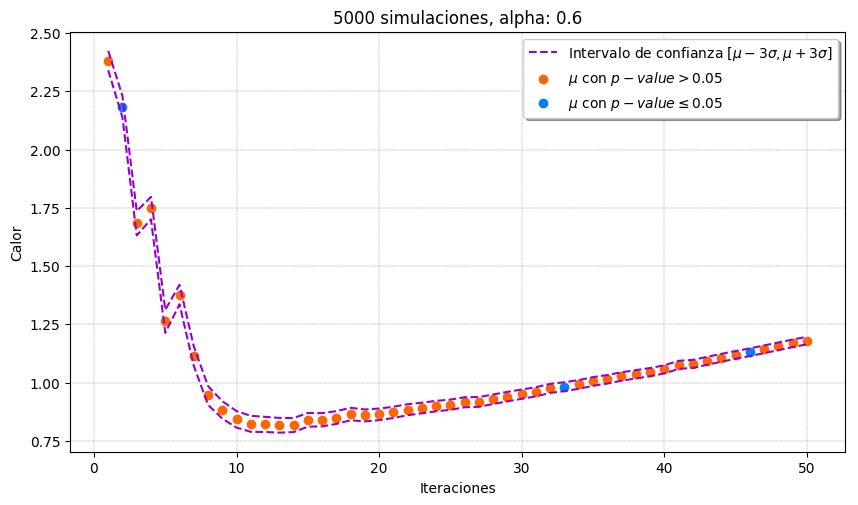 5000 simulaciones, alpha: 0.6
2.50
2.25
2.00
1.75
1.50
1.25
1.00
0.75
Calor
Intervalo de confianza [μ − 3σ, μ + 3σ]
μ con p − value > 0.05
μ con p − value ≤ 0.05
0 10 20 30 40 50
Iteraciones